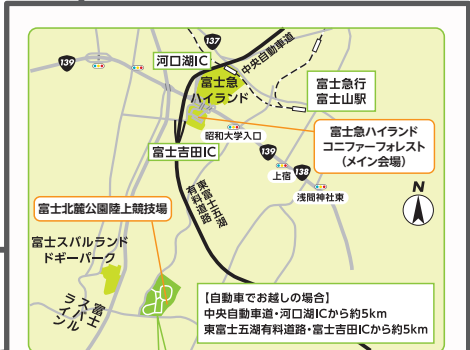 137
中央自動車道
河口湖IC
139
富士急
ハイランド
富士急行
富士山駅
昭和大学入口
富士急ハイランド
コニファーフォレスト
(メイン会場)
富士吉田IC
139
138
上宿
浅間神社東
東富士五湖
有料道路
N
富士北麓公園陸上競技場
富士スバルランド
ドギーパーク
富士
スバル
ライン
【自動車でお越しの場合】
中央自動車道・河口湖ICから約5km
東富士五湖有料道路・富士吉田ICから約5km